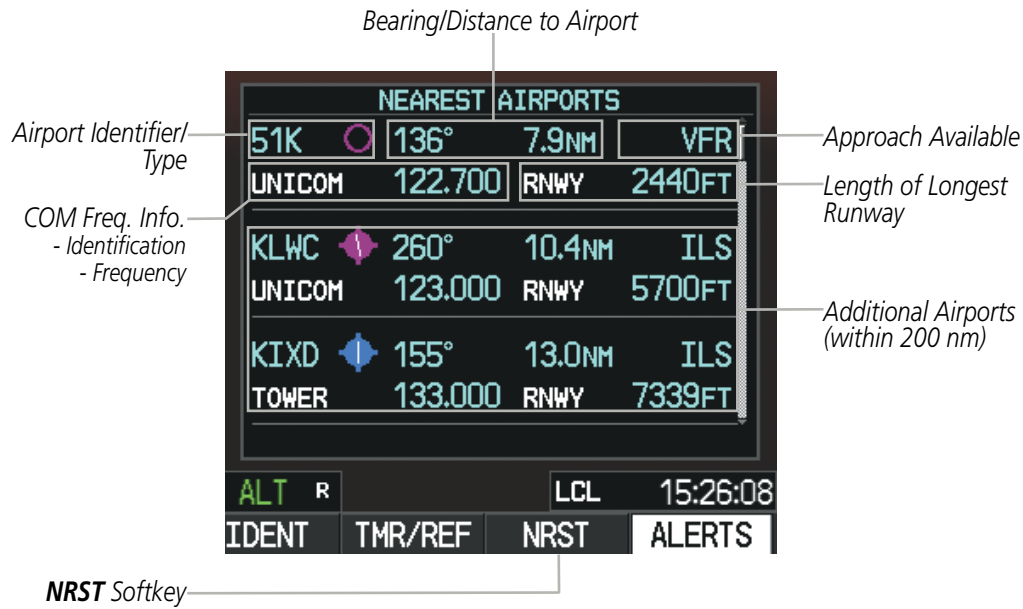 Bearing/Distance to Airport
NEAREST AIRPORTS
Airport Identifier/
Type
51K 136° 7.9NM VFR
Approach Available
UNICOM 122.700 RNWY 2440FT
Length of Longest
Runway
COM Freq. Info.
- Identification
- Frequency
KLWC 260° 10.4NM ILS
UNICOM 123.000 RNWY 5700FT
Additional Airports
(within 200 nm)
KIXD 155° 13.0NM ILS
TOWER 133.000 RNWY 7339FT
ALT R LCL 15:26:08
IDENT TMR/REF NRST ALERTS
NRST Softkey